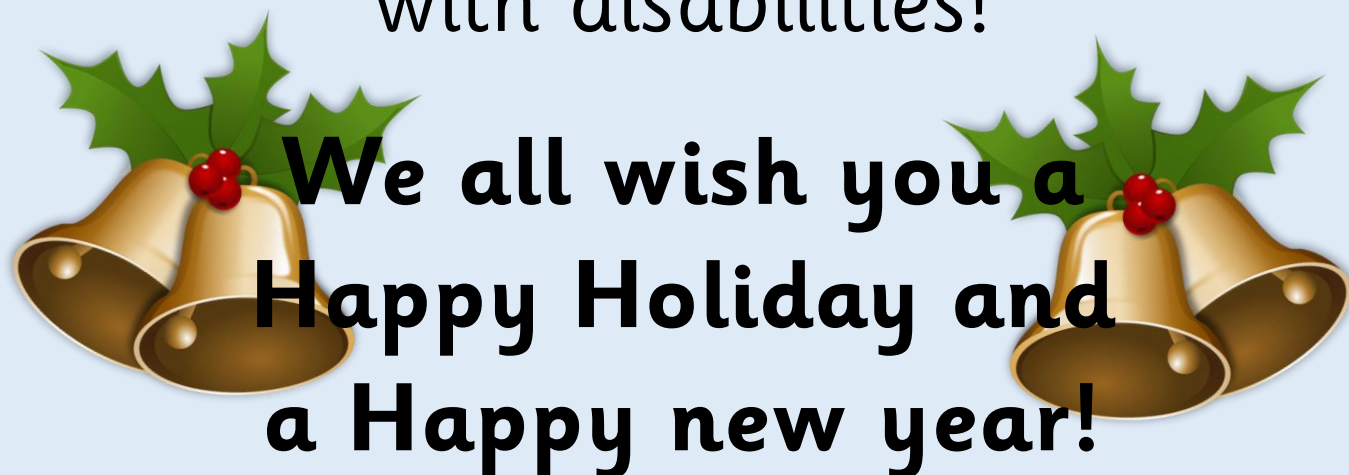 with disabilities!
We all wish you a
Happy Holiday and
a Happy new year!